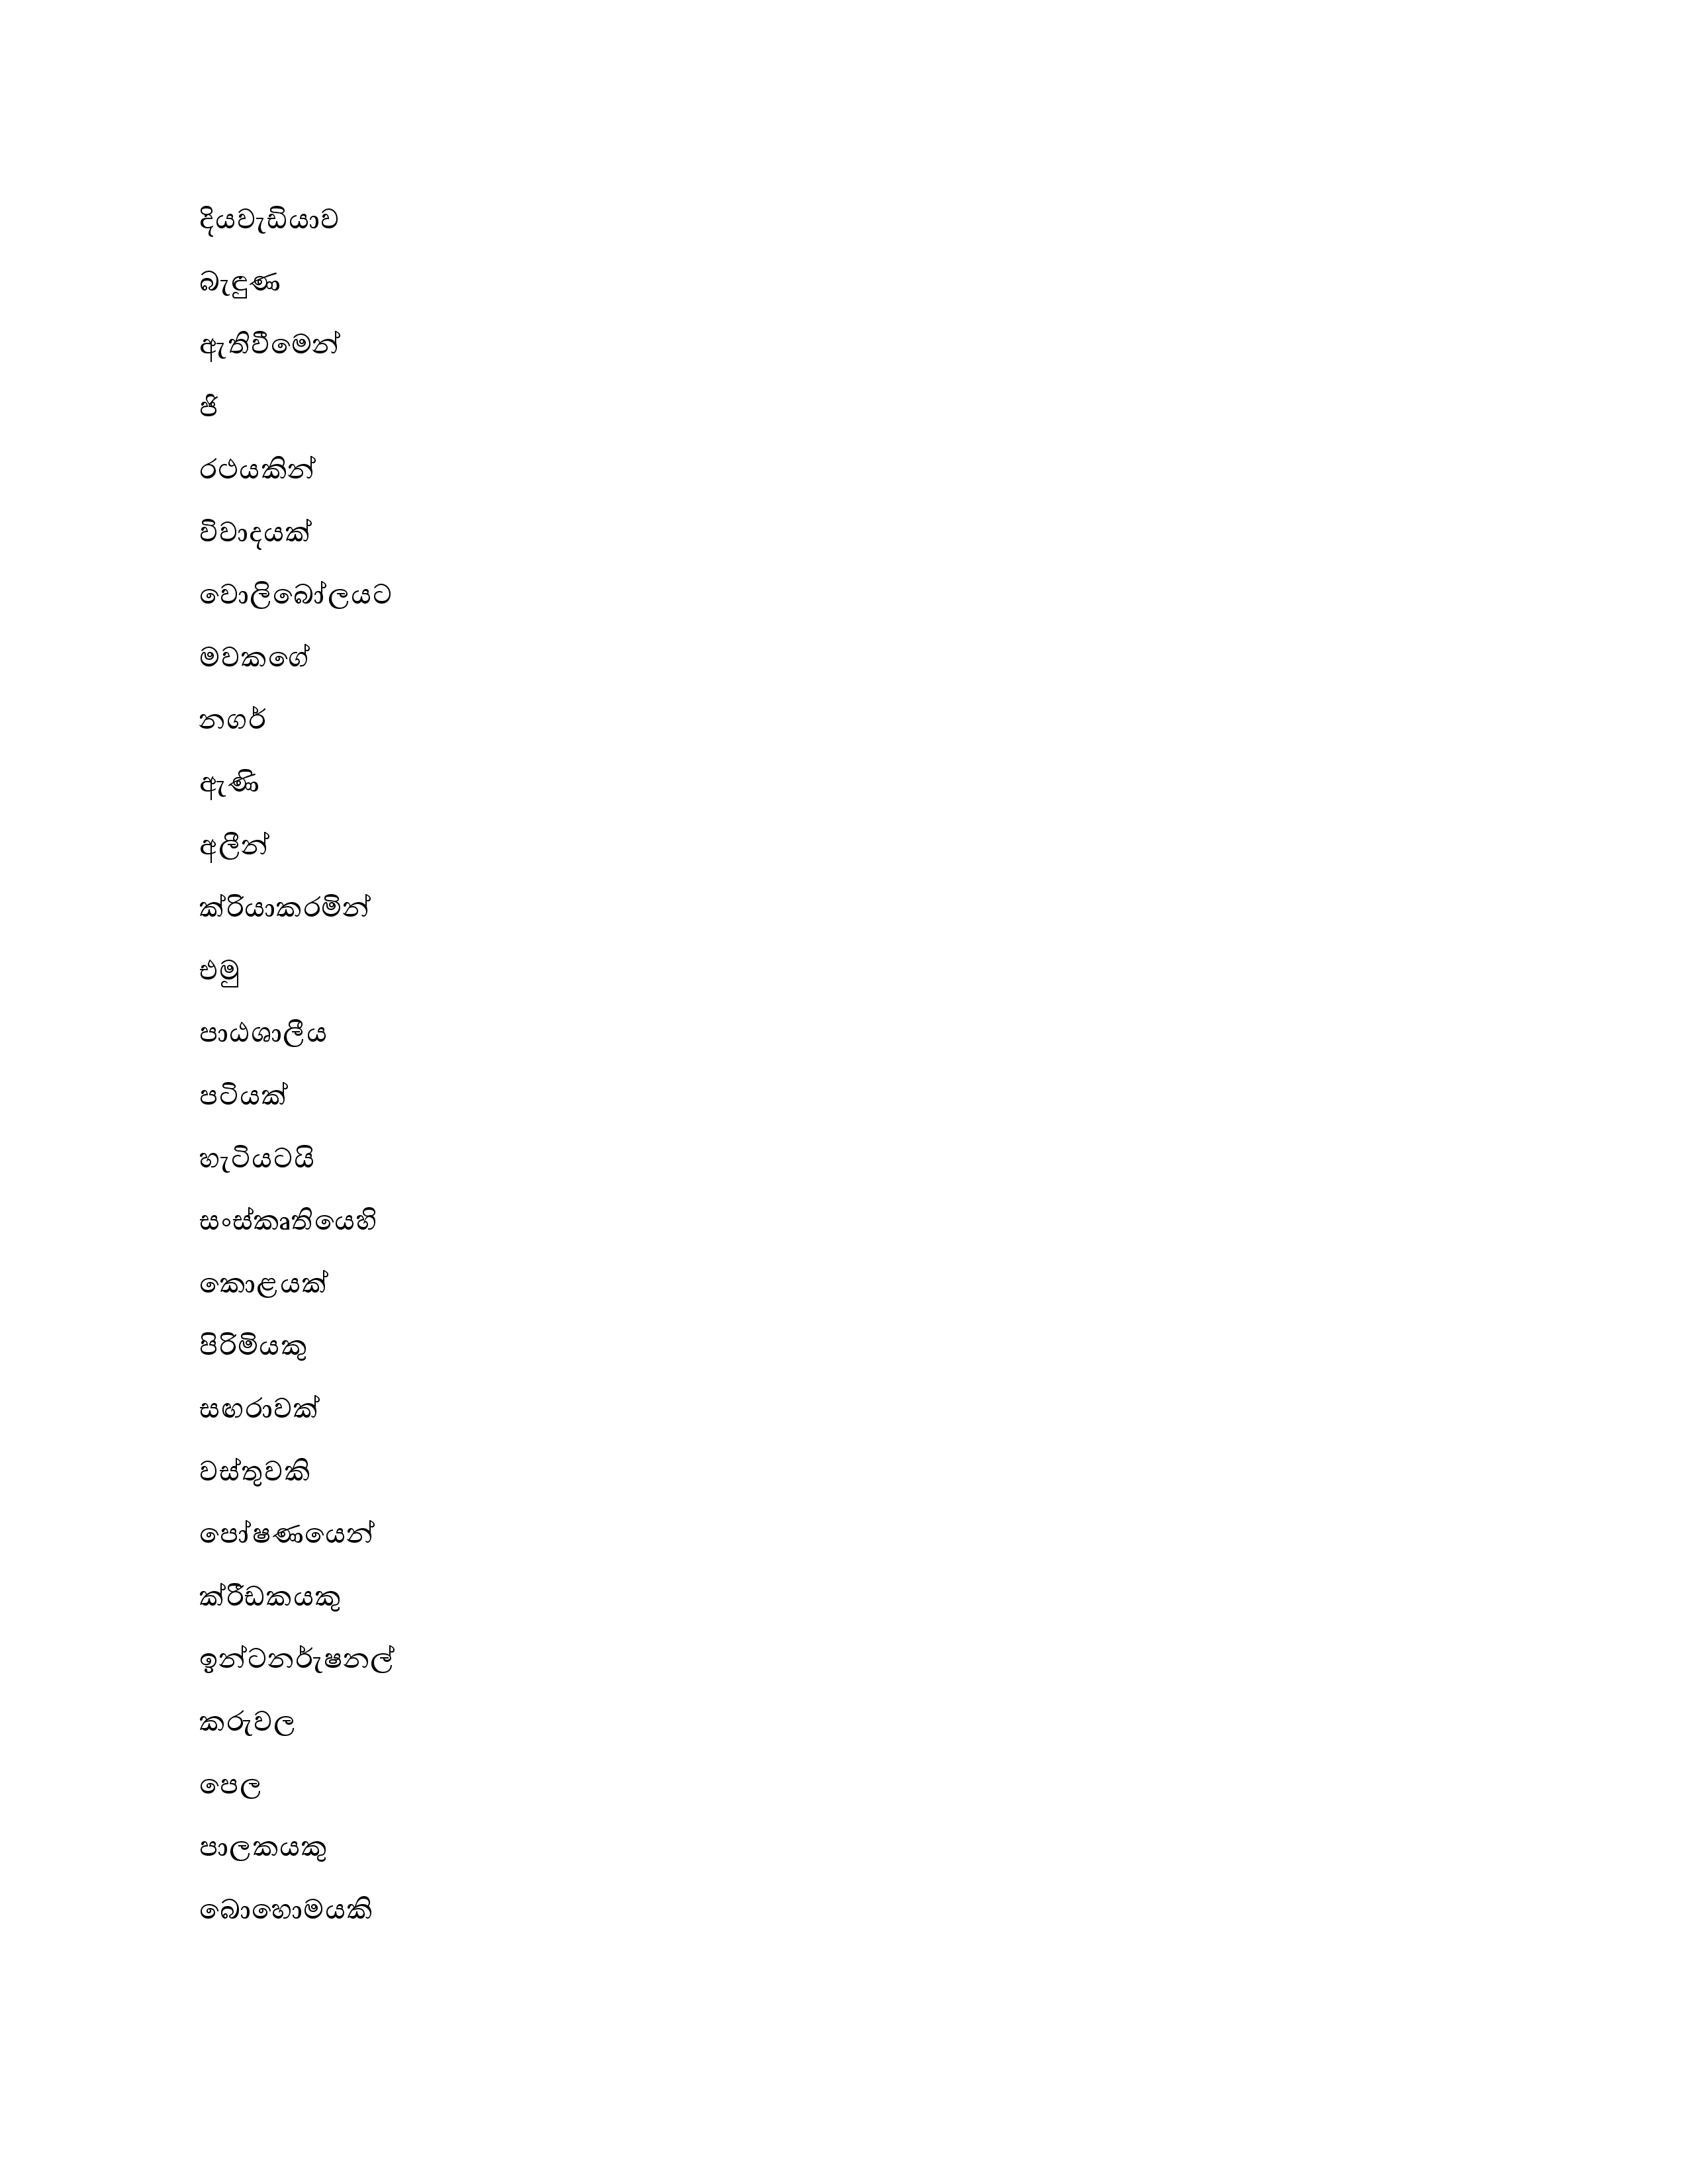 දියවැඩියාව
බැඳුණ
ඇතිවීමෙන්
ජි
රථයකින්
විවාදයක්
වොලිබෝලයට
මවකගේ
නගර්
ඇණි
අලීන්
ක්රියාකරමින්
එමු
පාඨශාලීය
පටියක්
හැටියටයි
සංස්කෘතියෙහි
කොළයක්
පිරිමියකු
සඟරාවක්
වස්තුවකි
පෝෂණයෙන්
ක්රීඩකයකු
ඉන්ටනර්ැෂනල්
කරුවල
පෙල
පාලකයකු
බොහොමයකි